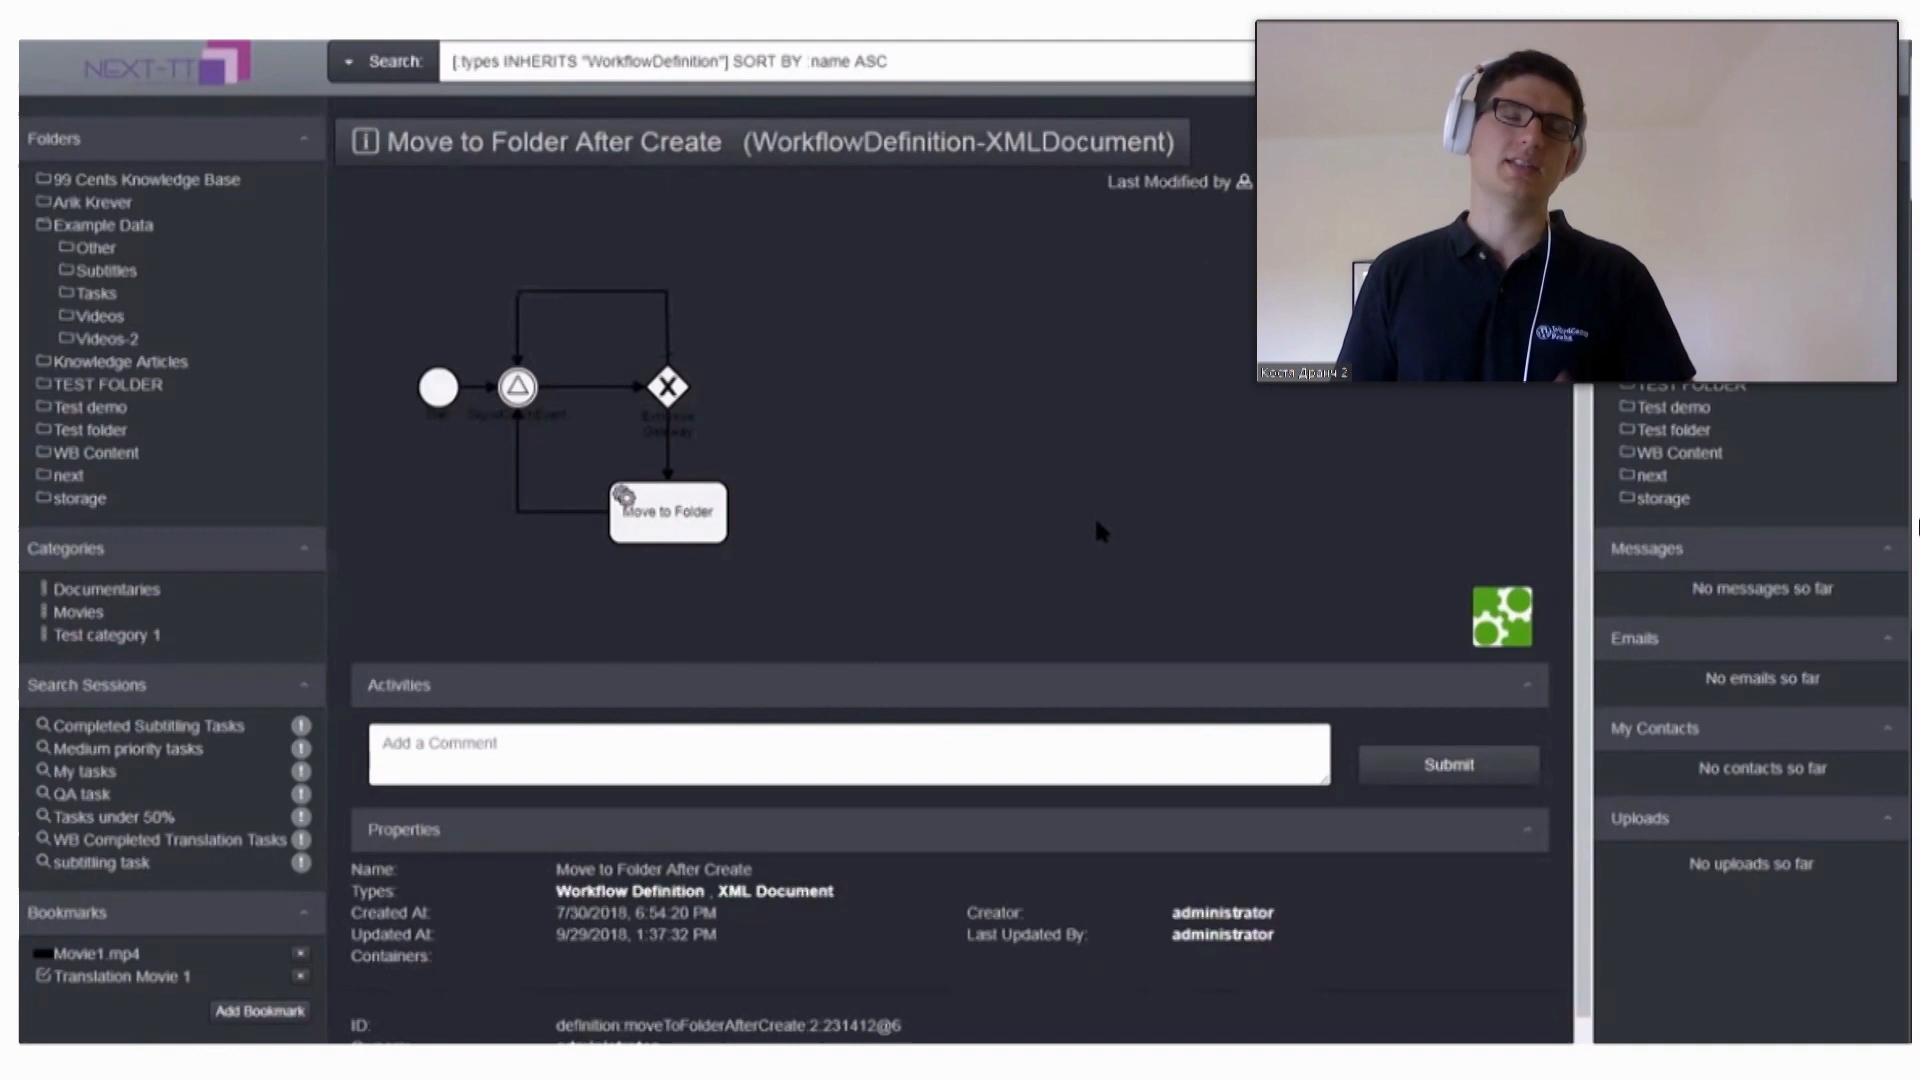 NEXT-TT
Search:
[:types INHERITS "WorkflowDefinition"] SORT BY :name ASC
Move to Folder After Create (WorkflowDefinition-XMLDocument)
Last Modified by
Folders
99 Cents Knowledge Base
Arik Krever
Example Data
Other
Subtitles
Tasks
Videos
Videos-2
Knowledge Articles
TEST FOLDER
Test demo
Test folder
WB Content
next
storage
Categories
Documentaries
Movies
Test category 1
Search Sessions
Completed Subtitling Tasks
Medium priority tasks
My tasks
QA task
Tasks under 50%
WB Completed Translation Tasks
subtitling task
Bookmarks
Movie1.mp4
Translation Movie 1
Add Bookmark
Move to Folder
Activities
Add a Comment
Submit
Properties
Name: Move to Folder After Create
Types: Workflow Definition , XML Document
Created At: 7/30/2018, 6:54:20 PM
Creator: administrator
Updated At: 9/29/2018, 1:37:32 PM
Last Updated By: administrator
Containers:
ID: definition:moveToFolderAfterCreate:2:231412@6
Костя Дранч 2
TEST FOLDER
Test demo
Test folder
WB Content
next
storage
Messages
No messages so far
Emails
No emails so far
My Contacts
No contacts so far
Uploads
No uploads so far